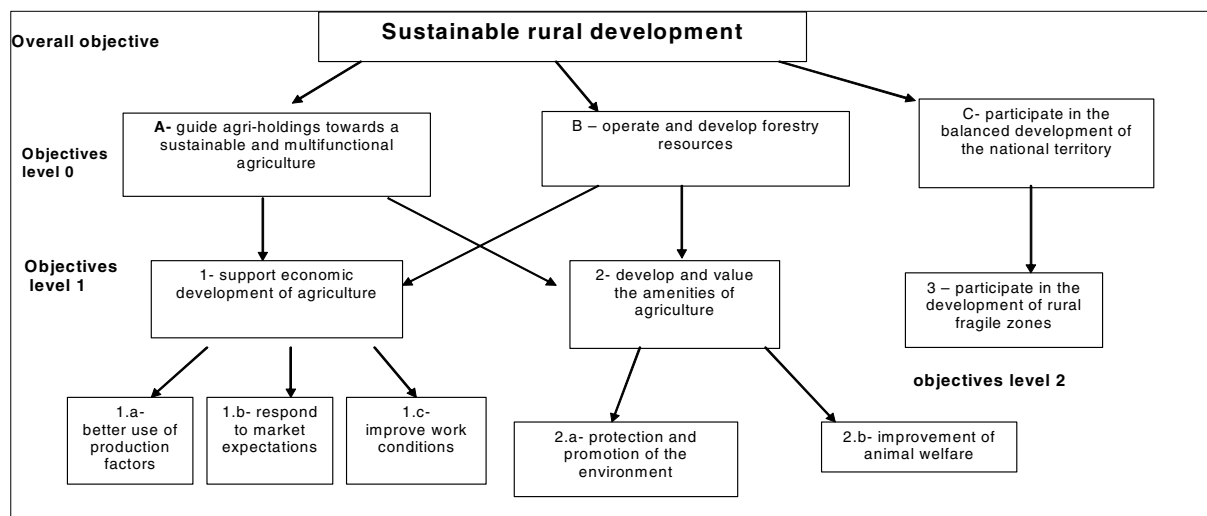 Overall objective
Sustainable rural development
Objectives
level 0
A- guide agri-holdings towards a
sustainable and multifunctional
agriculture
B – operate and develop forestry
resources
C- participate in the
balanced development of
the national territory
Objectives
level 1
1- support economic
development of agriculture
2- develop and value
the amenities of
agriculture
3 – participate in the
development of rural
fragile zones
objectives level 2
1.a-
better use of
production
factors
1.b- respond
to market
expectations
1.c-
improve work
conditions
2.a- protection and
promotion of the
environment
2.b- improvement of
animal welfare